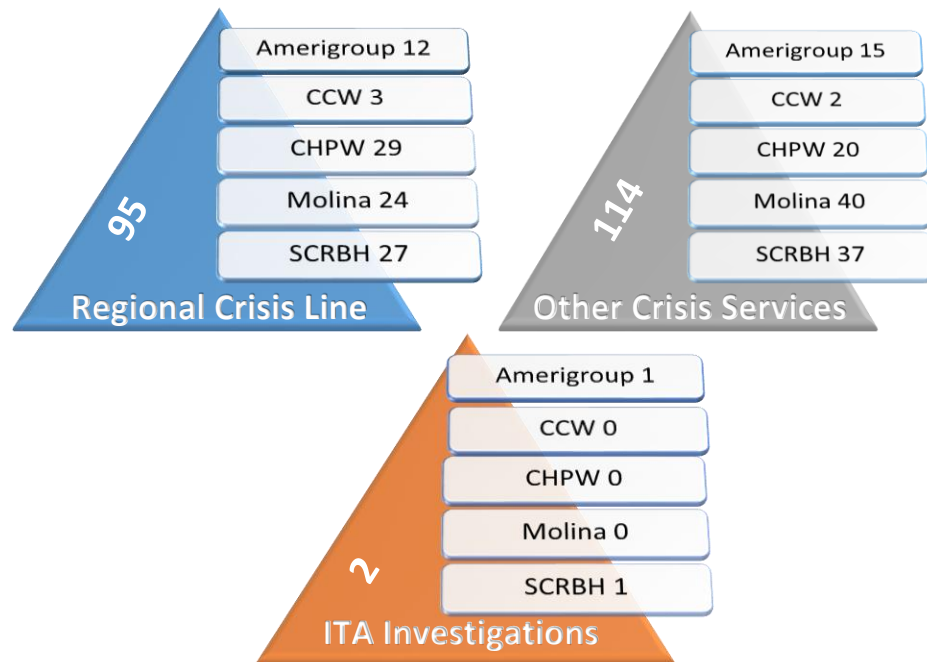 Amerigroup 12
CCW 3
CHPW 29
Molina 24
SCRBH 27
95
Regional Crisis Line
Amerigroup 15
CCW 2
CHPW 20
Molina 40
SCRBH 37
114
Other Crisis Services
Amerigroup 1
CCW 0
CHPW 0
Molina 0
SCRBH 1
2
ITA Investigations